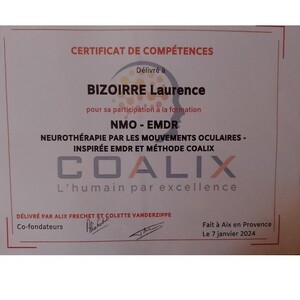 CERTIFICAT DE COMPÉTENCES
Délivré à
BIZOIRRE Laurence
pour sa participation à la formation
NMO - EMDR
NEUROTHÉRAPIE PAR LES MOUVEMENTS OCULAIRES -
INSPIRÉE EMDR ET MÉTHODE COALIX
COALIX
L'humain par excellence
DÉLIVRÉ PAR ALIX FRECHET ET COLETTE VANDERZIPPE
Co-fondateurs
Fait à Aix en Provence
Le 7 janvier 2024